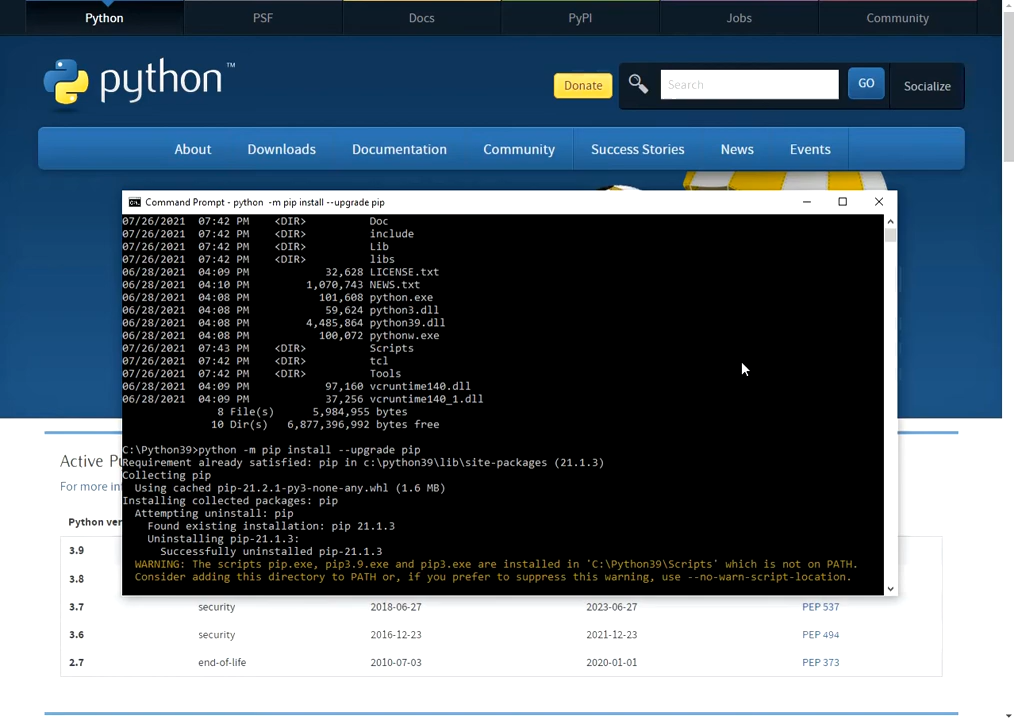 Python PSF Docs PyPI Jobs Community
python™
Donate Search GO Socialize
About Downloads Documentation Community Success Stories News Events
Command Prompt - python  -m pip install --upgrade pip
07/26/2021  07:42 PM    <DIR>          Doc
07/26/2021  07:42 PM    <DIR>          include
07/26/2021  07:42 PM    <DIR>          Lib
07/26/2021  07:42 PM    <DIR>          libs
06/28/2021  04:09 PM            32,628 LICENSE.txt
06/28/2021  04:10 PM         1,070,743 NEWS.txt
06/28/2021  04:08 PM           101,608 python.exe
06/28/2021  04:08 PM            59,624 python3.dll
06/28/2021  04:08 PM         4,485,864 python39.dll
06/28/2021  04:08 PM           100,072 pythonw.exe
07/26/2021  07:43 PM    <DIR>          Scripts
07/26/2021  07:42 PM    <DIR>          tcl
07/26/2021  07:42 PM    <DIR>          Tools
06/28/2021  04:09 PM            97,160 vcruntime140.dll
06/28/2021  04:09 PM            37,256 vcruntime140_1.dll
8 File(s)      5,984,955 bytes
10 Dir(s)  6,877,396,992 bytes free
C:\Python39>python -m pip install --upgrade pip
Requirement already satisfied: pip in c:\python39\lib\site-packages (21.1.3)
Collecting pip
Using cached pip-21.2.1-py3-none-any.whl (1.6 MB)
Installing collected packages: pip
Attempting uninstall: pip
Found existing installation: pip 21.1.3
Uninstalling pip-21.1.3:
Successfully uninstalled pip-21.1.3
WARNING: The scripts pip.exe, pip3.9.exe and pip3.exe are installed in 'C:\Python39\Scripts' which is not on PATH.
Consider adding this directory to PATH or, if you prefer to suppress this warning, use --no-warn-script-location.
Active
For more
Python
3.9
3.8
3.7 security 2018-06-27 2023-06-27 PEP 537
3.6 security 2016-12-23 2021-12-23 PEP 494
2.7 end-of-life 2010-07-03 2020-01-01 PEP 373